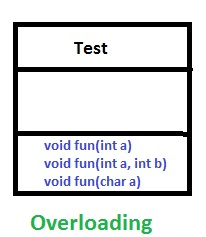 Test
void fun(int a)
void fun(int a, int b)
void fun(char a)
Overloading